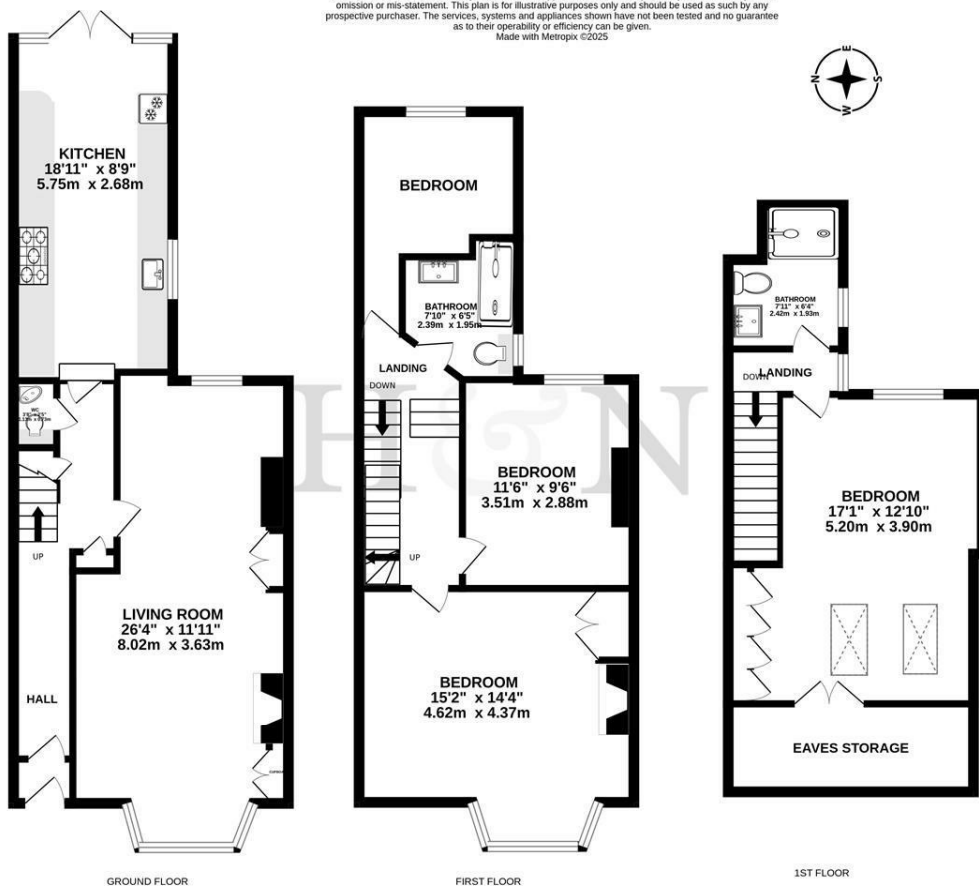 omission or mis-statement. This plan is for illustrative purposes only and should be used as such by any
prospective purchaser. The services, systems and appliances shown have not been tested and no guarantee
as to their operability or efficiency can be given.
Made with Metropix ©2025
N
E
S
W
KITCHEN
18'11" x 8'9"
5.75m x 2.68m
WC
UP
LIVING ROOM
26'4" x 11'11"
8.02m x 3.63m
HALL
GROUND FLOOR
BEDROOM
BATHROOM
7'10" x 6'5"
2.39m x 1.95m
LANDING
DOWN
BEDROOM
11'6" x 9'6"
3.51m x 2.88m
UP
BEDROOM
15'2" x 14'4"
4.62m x 4.37m
FIRST FLOOR
BATHROOM
7'11" x 6'4"
2.42m x 1.93m
DOWN
LANDING
BEDROOM
17'1" x 12'10"
5.20m x 3.90m
EAVES STORAGE
1ST FLOOR
H&N